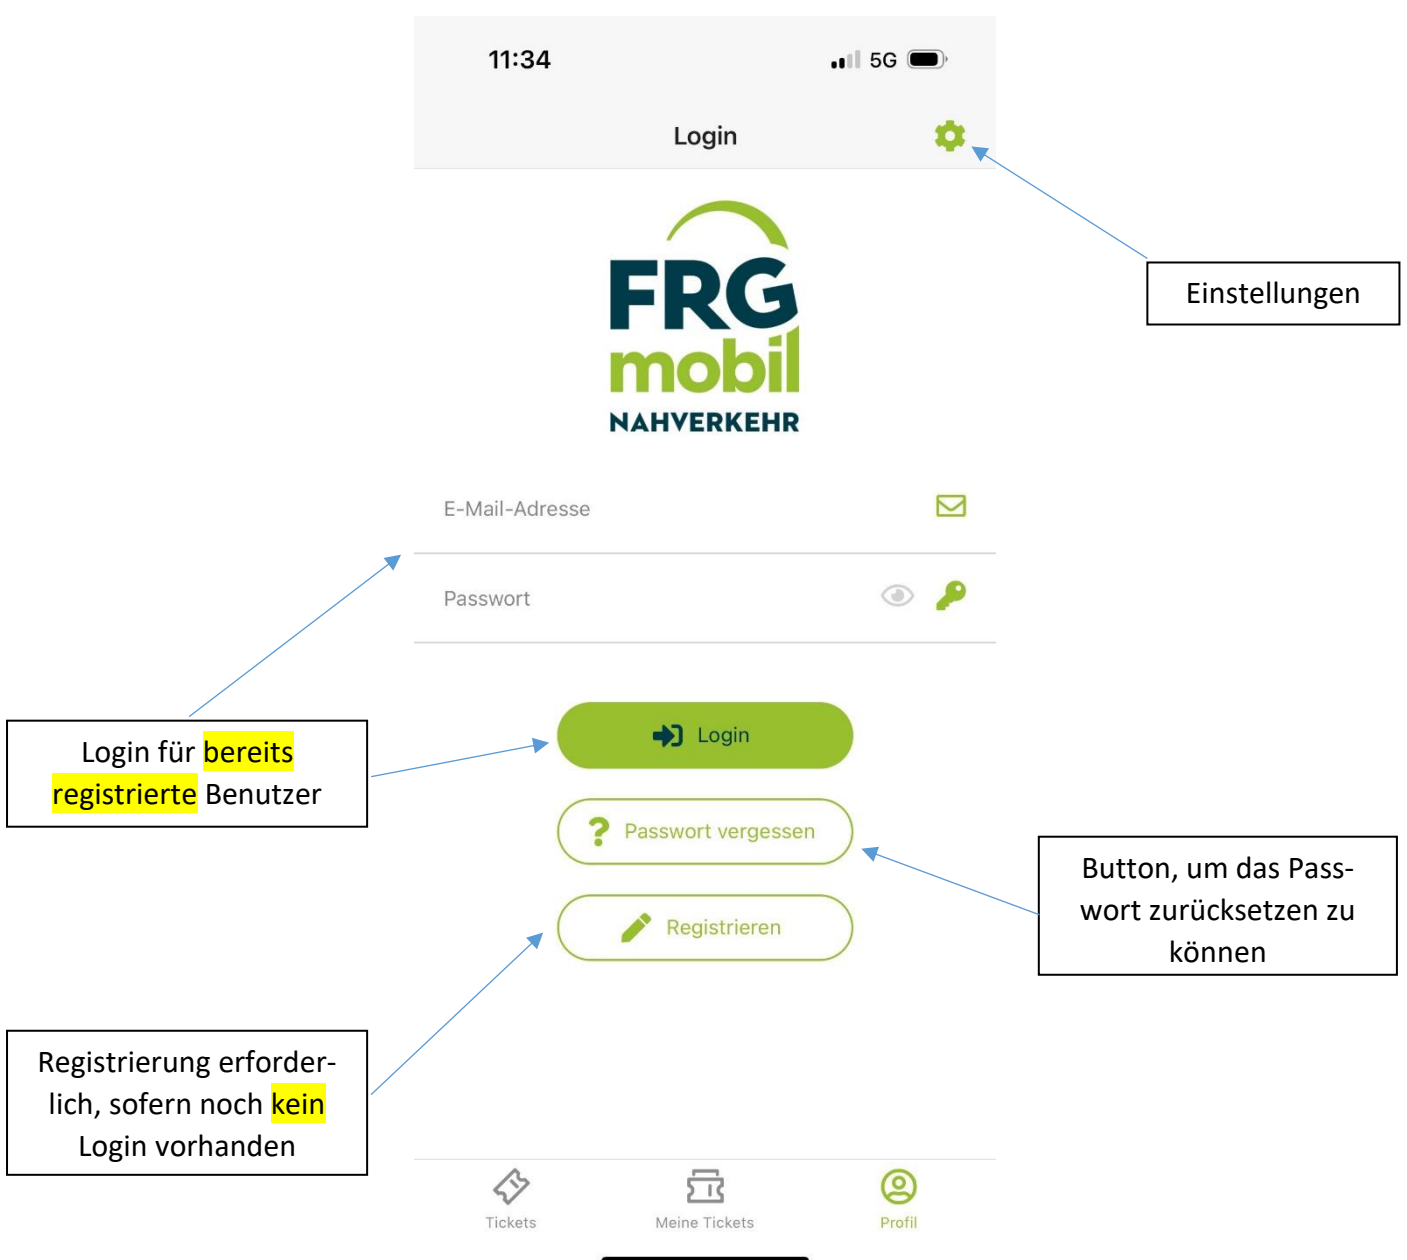 11:34
5G
Login
FRG
mobil
NAHVERKEHR
Einstellungen
E-Mail-Adresse
Passwort
Login für bereits
registrierte Benutzer
Login
? Passwort vergessen
Registrieren
Button, um das Pass-
wort zurücksetzen zu
können
Registrierung erforder-
lich, sofern noch kein
Login vorhanden
Tickets
Meine Tickets
Profil